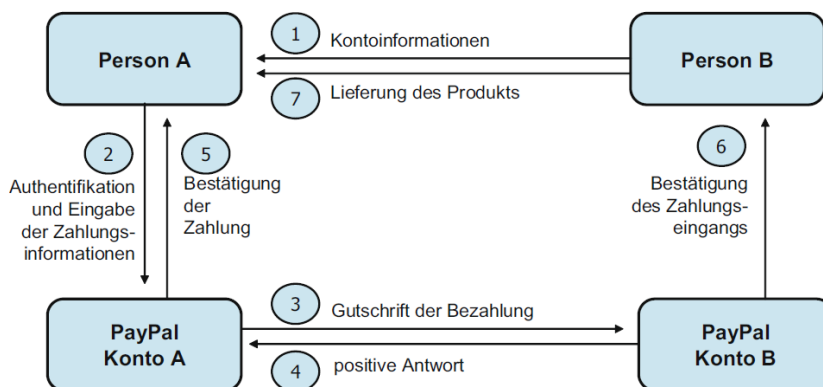 1
Kontoinformationen
Person A
Person B
7
Lieferung des Produkts
2
Authentifikation
und Eingabe
der Zahlungs-
informationen
5
Bestätigung
der
Zahlung
6
Bestätigung
des Zahlungs-
eingangs
3
Gutschrift der Bezahlung
PayPal
Konto A
PayPal
Konto B
4
positive Antwort